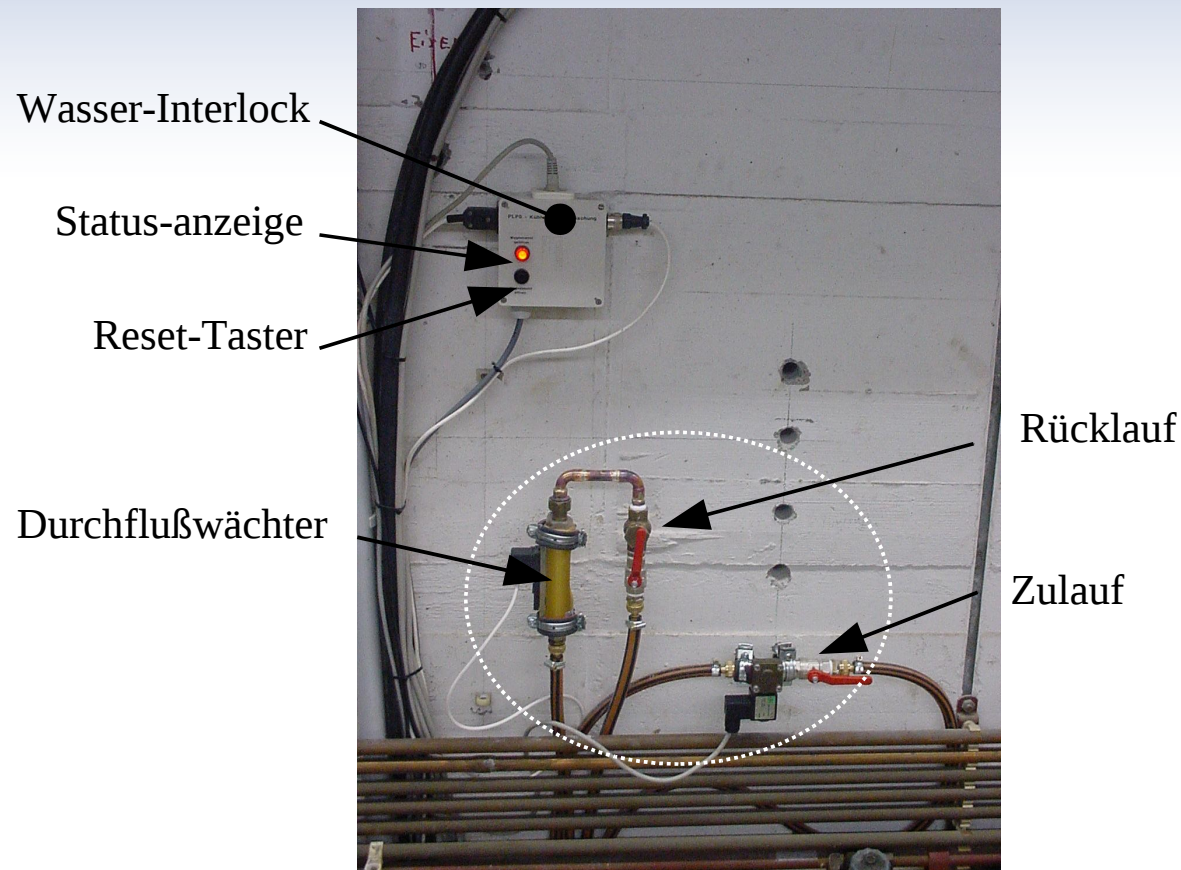 Wasser-Interlock
Status-anzeige
Reset-Taster
Durchflußwächter
Rücklauf
Zulauf